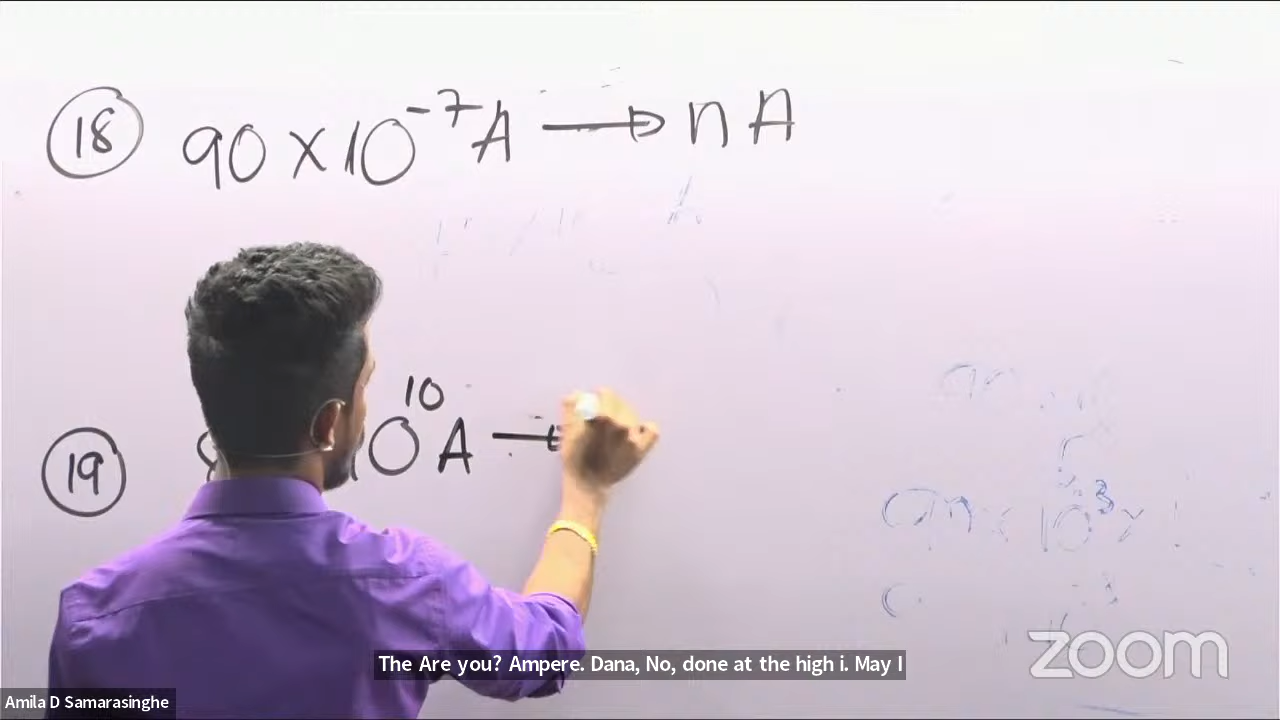 18 90 × 10⁻⁷ A → nA
19 10¹⁰ A →
zoom
The Are you? Ampere. Dana, No, done at the high i. May I
Amila D Samarasinghe